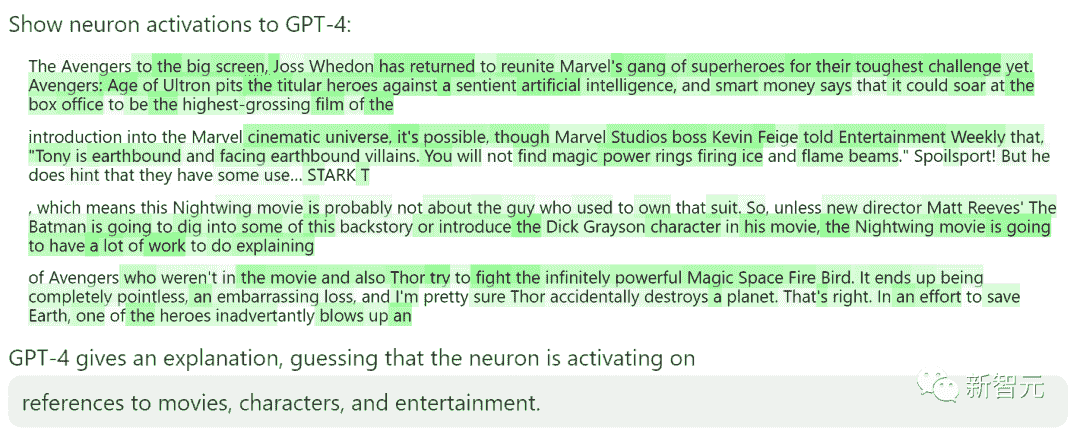 Show neuron activations to GPT-4:
The Avengers to the big screen, Joss Whedon has returned to reunite Marvel's gang of superheroes for their toughest challenge yet.
Avengers: Age of Ultron pits the titular heroes against a sentient artificial intelligence, and smart money says that it could soar at the
box office to be the highest-grossing film of the
introduction into the Marvel cinematic universe, it's possible, though Marvel Studios boss Kevin Feige told Entertainment Weekly that,
"Tony is earthbound and facing earthbound villains. You will not find magic power rings firing ice and flame beams." Spoilsport! But he
does hint that they have some use... STARK T
, which means this Nightwing movie is probably not about the guy who used to own that suit. So, unless new director Matt Reeves' The
Batman is going to dig into some of this backstory or introduce the Dick Grayson character in his movie, the Nightwing movie is going
to have a lot of work to do explaining
of Avengers who weren't in the movie and also Thor try to fight the infinitely powerful Magic Space Fire Bird. It ends up being
completely pointless, an embarrassing loss, and I'm pretty sure Thor accidentally destroys a planet. That's right. In an effort to save
Earth, one of the heroes inadvertantly blows up an
GPT-4 gives an explanation, guessing that the neuron is activating on
references to movies, characters, and entertainment.
新智元